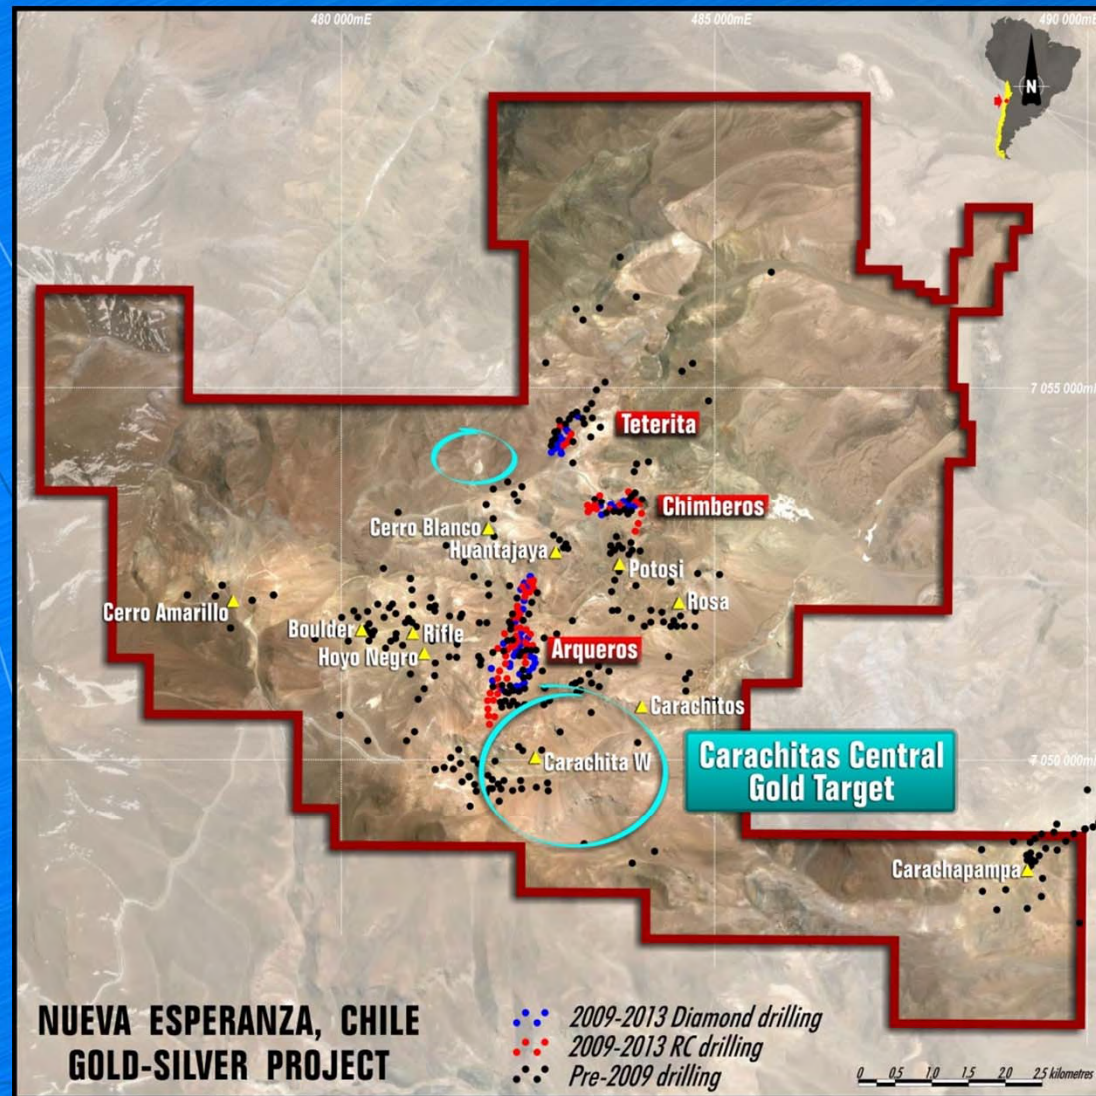 480 000mE
485 000mE
490 000mE
N
7 055 000mN
Teterita
Chimberos
Cerro Blanco
Huantajaya
Potosi
Rosa
Cerro Amarillo
Boulder
Rifle
Hoyo Negro
Arqueros
Carachitos
Carachita W
Carachitas Central
Gold Target
7 050 000mN
Carachapampa
NUEVA ESPERANZA, CHILE
GOLD-SILVER PROJECT
2009-2013 Diamond drilling
2009-2013 RC drilling
Pre-2009 drilling
0 0.5 1.0 1.5 2.0 2.5 kilometres